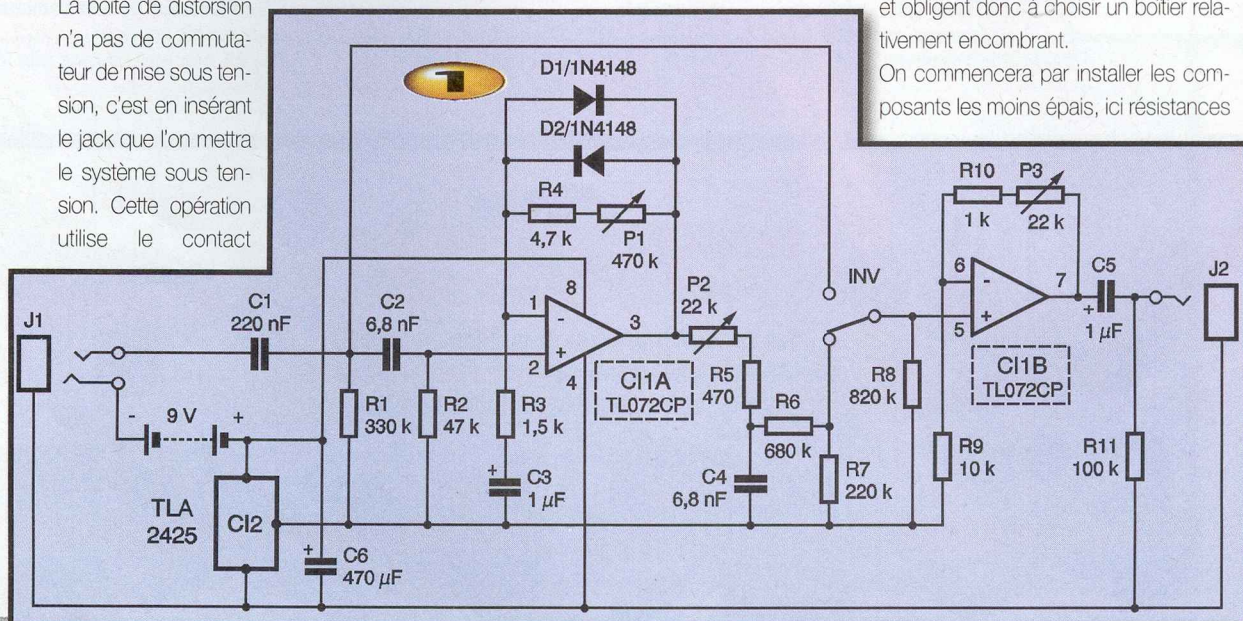 La boîte de distorsion
n'a pas de commuta-
teur de mise sous ten-
sion, c'est en insérant
le jack que l'on mettra
le système sous ten-
sion. Cette opération
utilise le contact
et obligent donc à choisir un boîtier rela-
tivement encombrant.
On commencera par installer les com-
posants les moins épais, ici résistances
1
D1/1N4148
D2/1N4148
R4
4,7 k
P1
470 k
J1
C1
220 nF
C2
6,8 nF
8
1
-
+
2
4
3
CI1A
TL072CP
P2
22 k
R5
470
R6
680 k
INV
R10
1 k
P3
22 k
6
-
+
5
7
CI1B
TL072CP
C5
+
1 µF
J2
- 9 V +
R1
330 k
R2
47 k
R3
1,5 k
+
C3
1 µF
C4
6,8 nF
R7
220 k
R8
820 k
R9
10 k
R11
100 k
TLA
2425
CI2
+
C6
470 µF